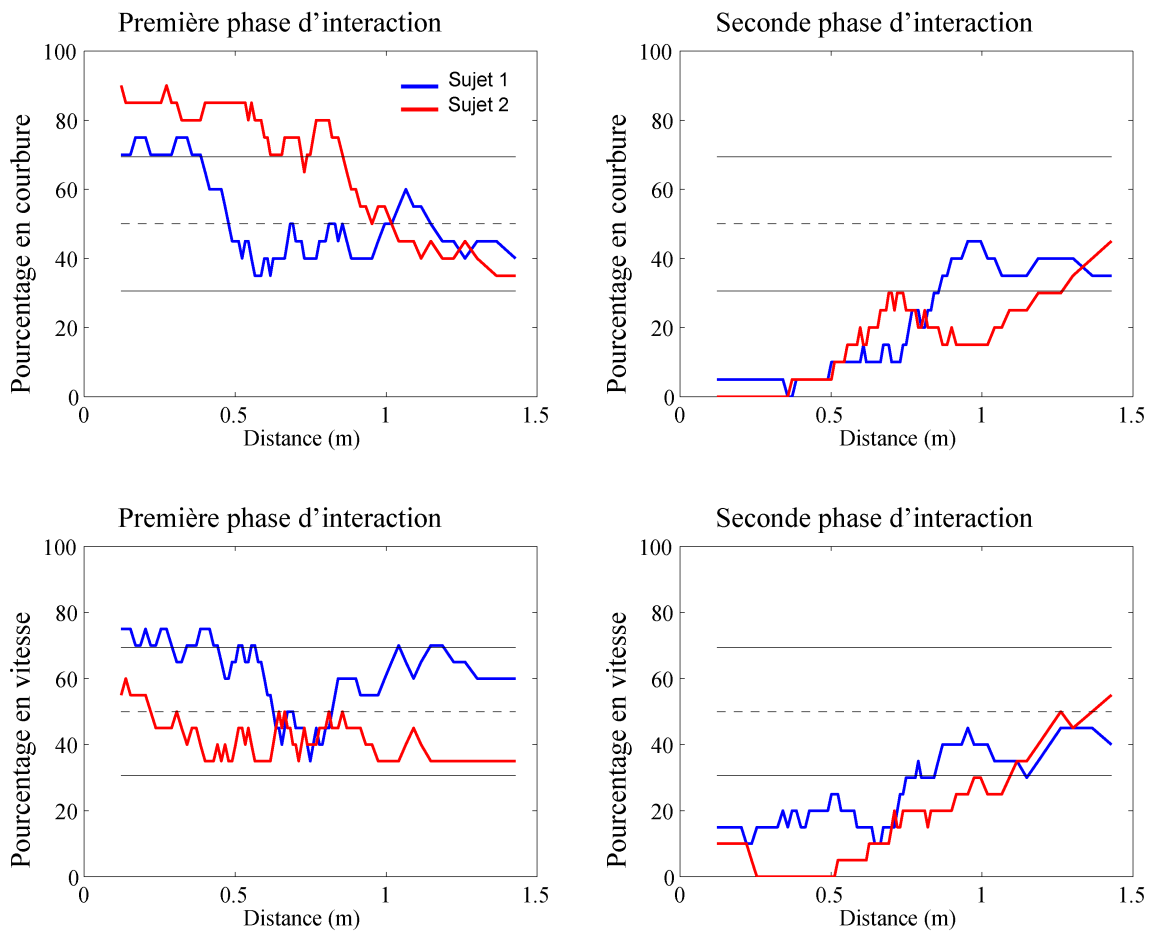 Première phase d’interaction
Seconde phase d’interaction
Pourcentage en courbure
100
80
60
40
20
0
Sujet 1
Sujet 2
0
0.5
1
1.5
Distance (m)
Pourcentage en courbure
100
80
60
40
20
0
0
0.5
1
1.5
Distance (m)
Première phase d’interaction
Seconde phase d’interaction
Pourcentage en vitesse
100
80
60
40
20
0
0
0.5
1
1.5
Distance (m)
Pourcentage en vitesse
100
80
60
40
20
0
0
0.5
1
1.5
Distance (m)